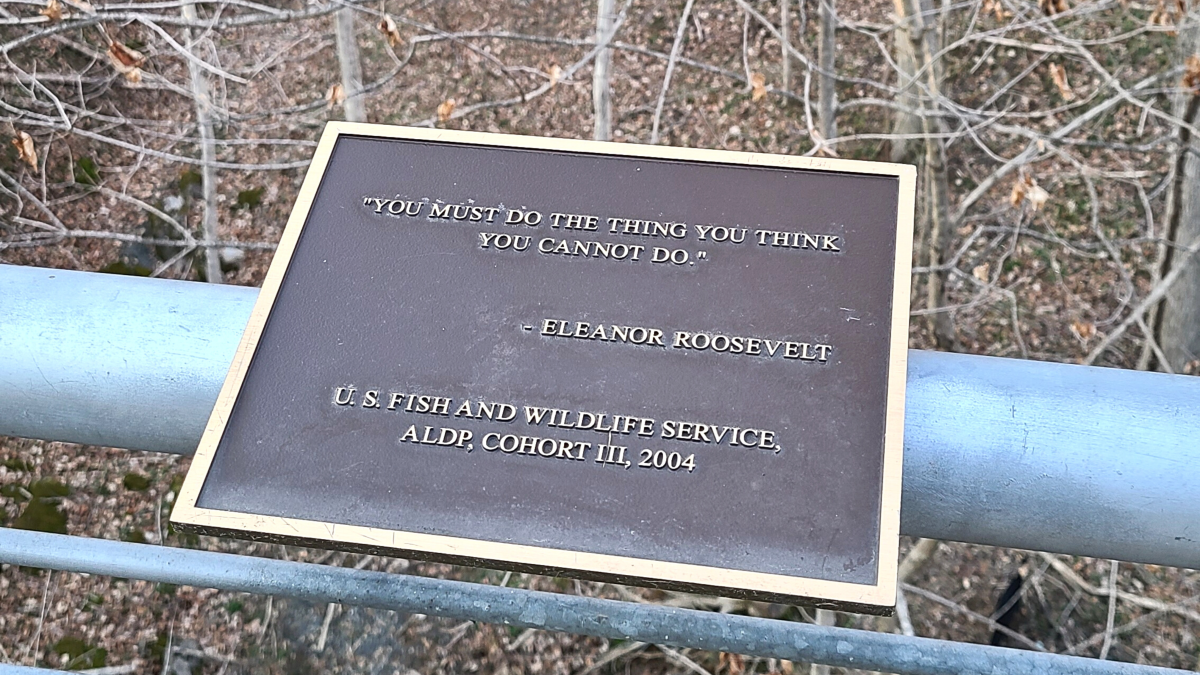 "YOU MUST DO THE THING YOU THINK
YOU CANNOT DO."
- ELEANOR ROOSEVELT
U. S. FISH AND WILDLIFE SERVICE,
ALDP, COHORT III, 2004